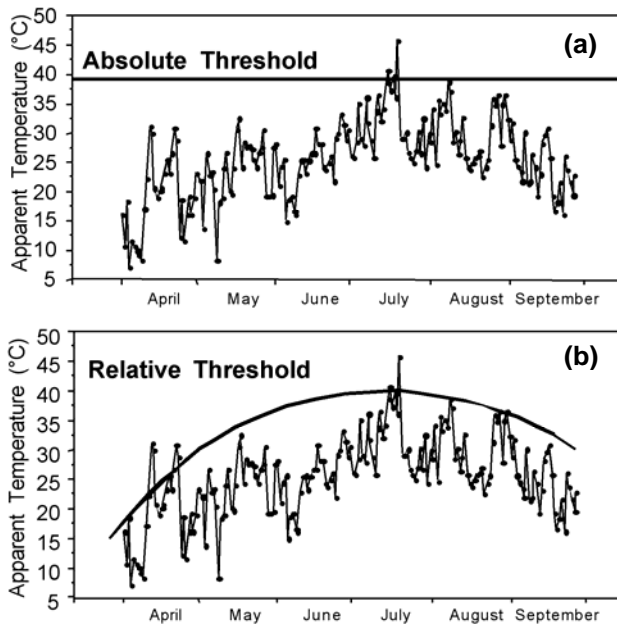 Apparent Temperature (°C)
50
45
40
35
30
25
20
15
10
5
Absolute Threshold
(a)
April May June July August September
Apparent Temperature (°C)
50
45
40
35
30
25
20
15
10
5
Relative Threshold
(b)
April May June July August September